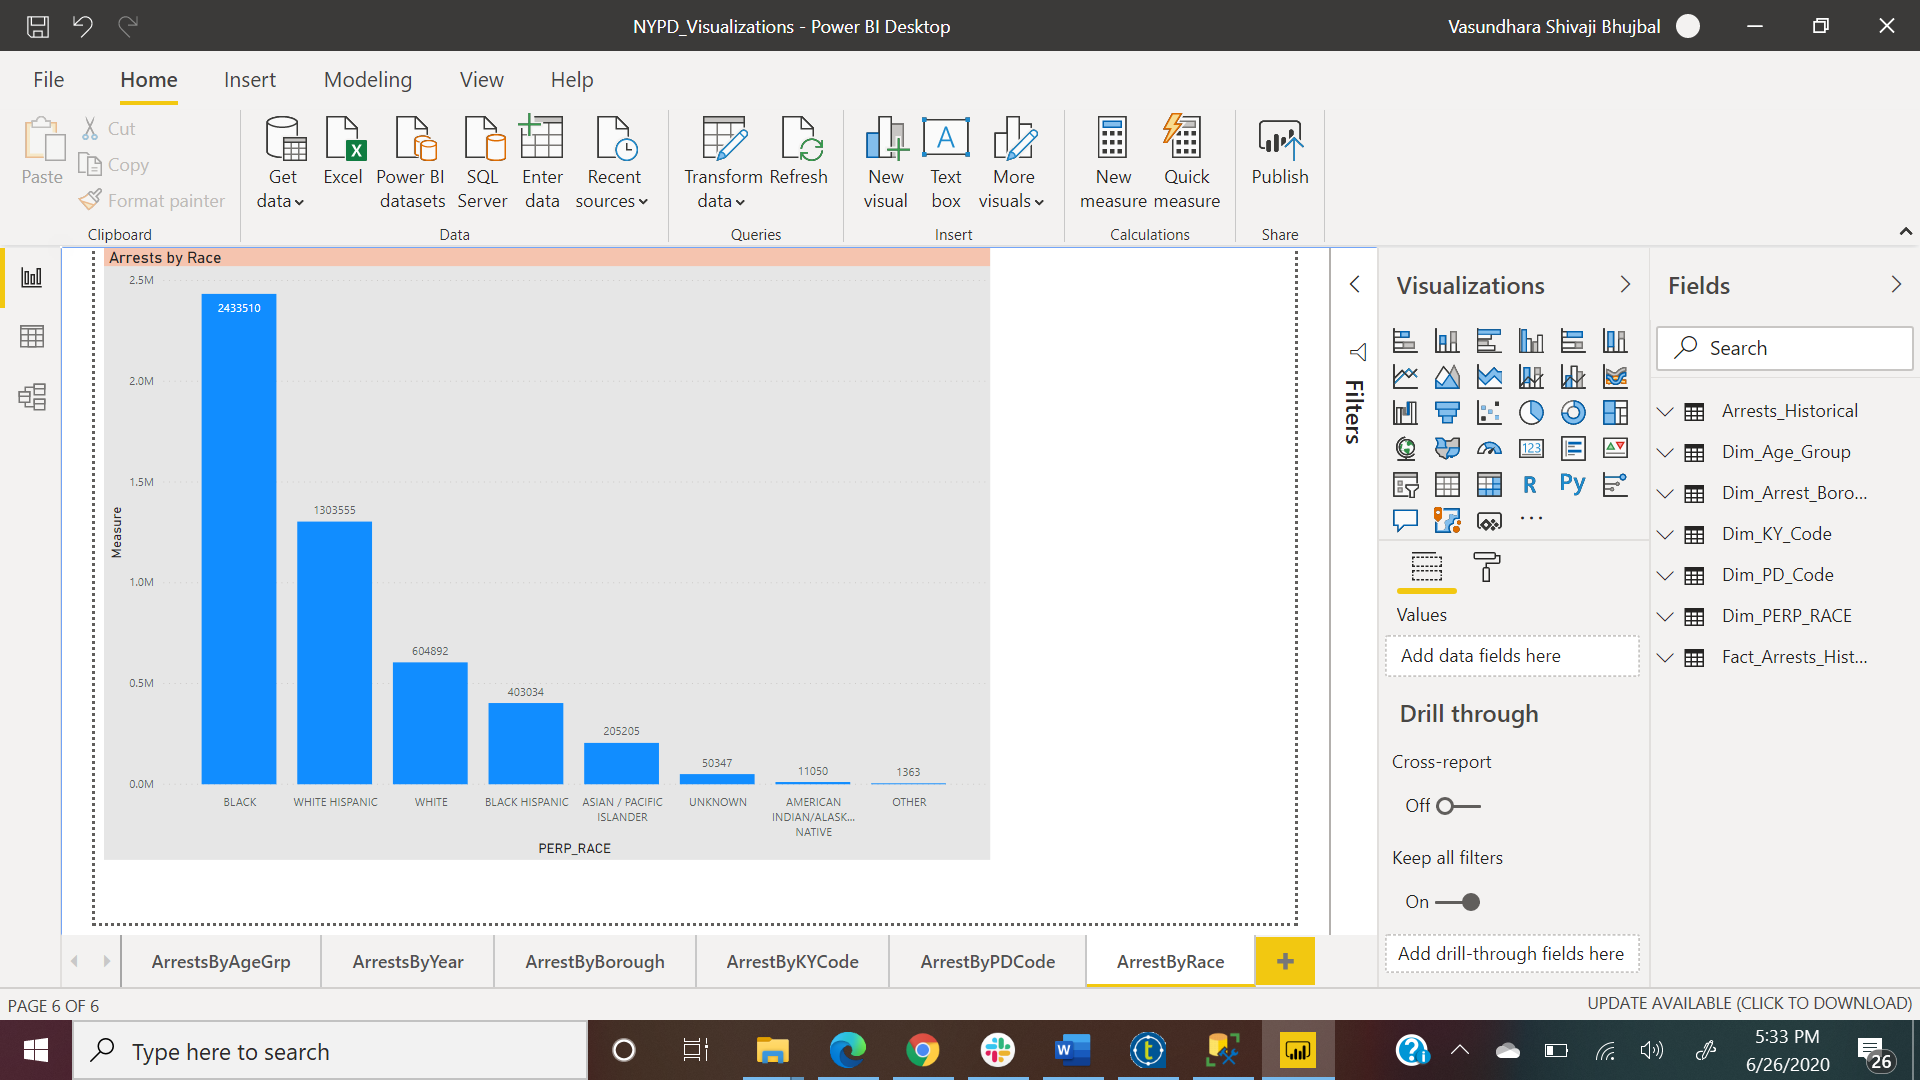 NYPD_Visualizations - Power BI Desktop
Vasundhara Shivaji Bhujbal
File
Home
Insert
Modeling
View
Help
Paste
Cut
Copy
Format painter
Clipboard
Get
data
Excel
Power BI
datasets
SQL
Server
Enter
data
Recent
sources
Data
Transform
data
Refresh
Queries
New
visual
Text
box
More
visuals
Insert
New
measure
Quick
measure
Calculations
Publish
Share
Arrests by Race
2.5M
2.0M
1.5M
1.0M
0.5M
0.0M
Measure
2433510
1303555
604892
403034
205205
50347
11050
1363
BLACK
WHITE HISPANIC
WHITE
BLACK HISPANIC
ASIAN / PACIFIC
ISLANDER
UNKNOWN
AMERICAN
INDIAN/ALASK...
NATIVE
OTHER
PERP_RACE
Filters
Visualizations
123
R
Py
...
Values
Add data fields here
Drill through
Cross-report
Off
Keep all filters
On
Add drill-through fields here
Fields
Search
Arrests_Historical
Dim_Age_Group
Dim_Arrest_Boro...
Dim_KY_Code
Dim_PD_Code
Dim_PERP_RACE
Fact_Arrests_Hist...
ArrestsByAgeGrp
ArrestsByYear
ArrestByBorough
ArrestByKYCode
ArrestByPDCode
ArrestByRace
+
PAGE 6 OF 6
UPDATE AVAILABLE (CLICK TO DOWNLOAD)
Type here to search
5:33 PM
6/26/2020
26